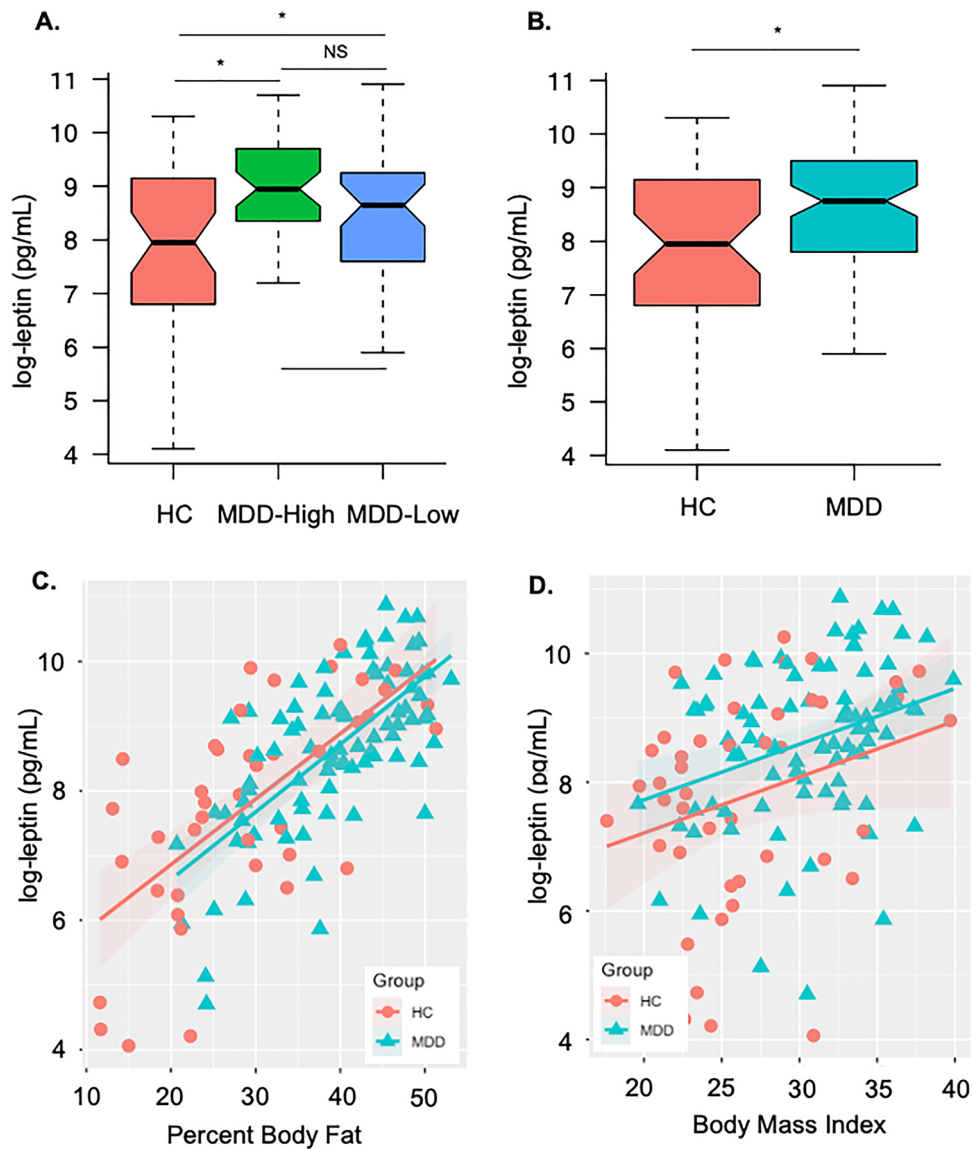 A.
*
NS
*
11
10
9
8
7
6
5
4
log-leptin (pg/mL)
HC MDD-High MDD-Low
B.
*
11
10
9
8
7
6
5
4
log-leptin (pg/mL)
HC MDD
C.
10
8
6
4
log-leptin (pg/mL)
Group
HC
MDD
10 20 30 40 50
Percent Body Fat
D.
10
8
6
4
log-leptin (pg/mL)
Group
HC
MDD
20 25 30 35 40
Body Mass Index